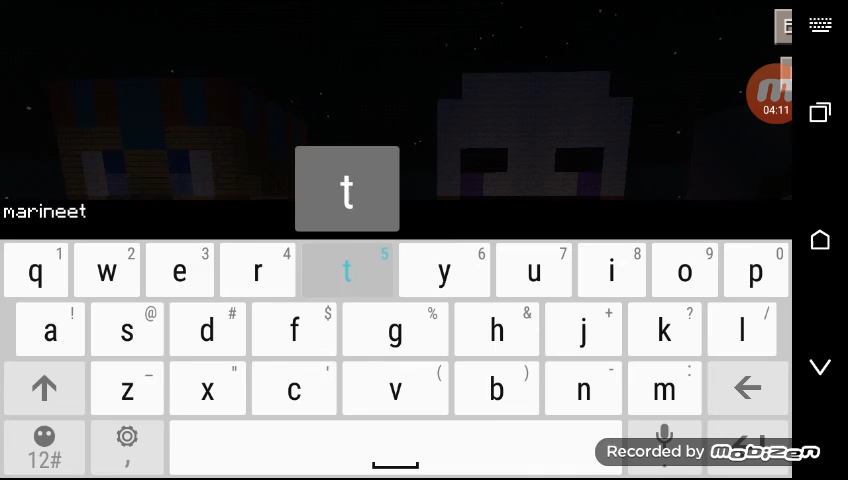 04:11
t
marineet
q 1 w 2 e 3 r 4 t 5 y 6 u 7 i 8 o 9 p 0
a ! s @ d # f $ g % h & j + k ? l /
z _ x " c ' v ( b ) n - m :
12# ,
Recorded by mobizen